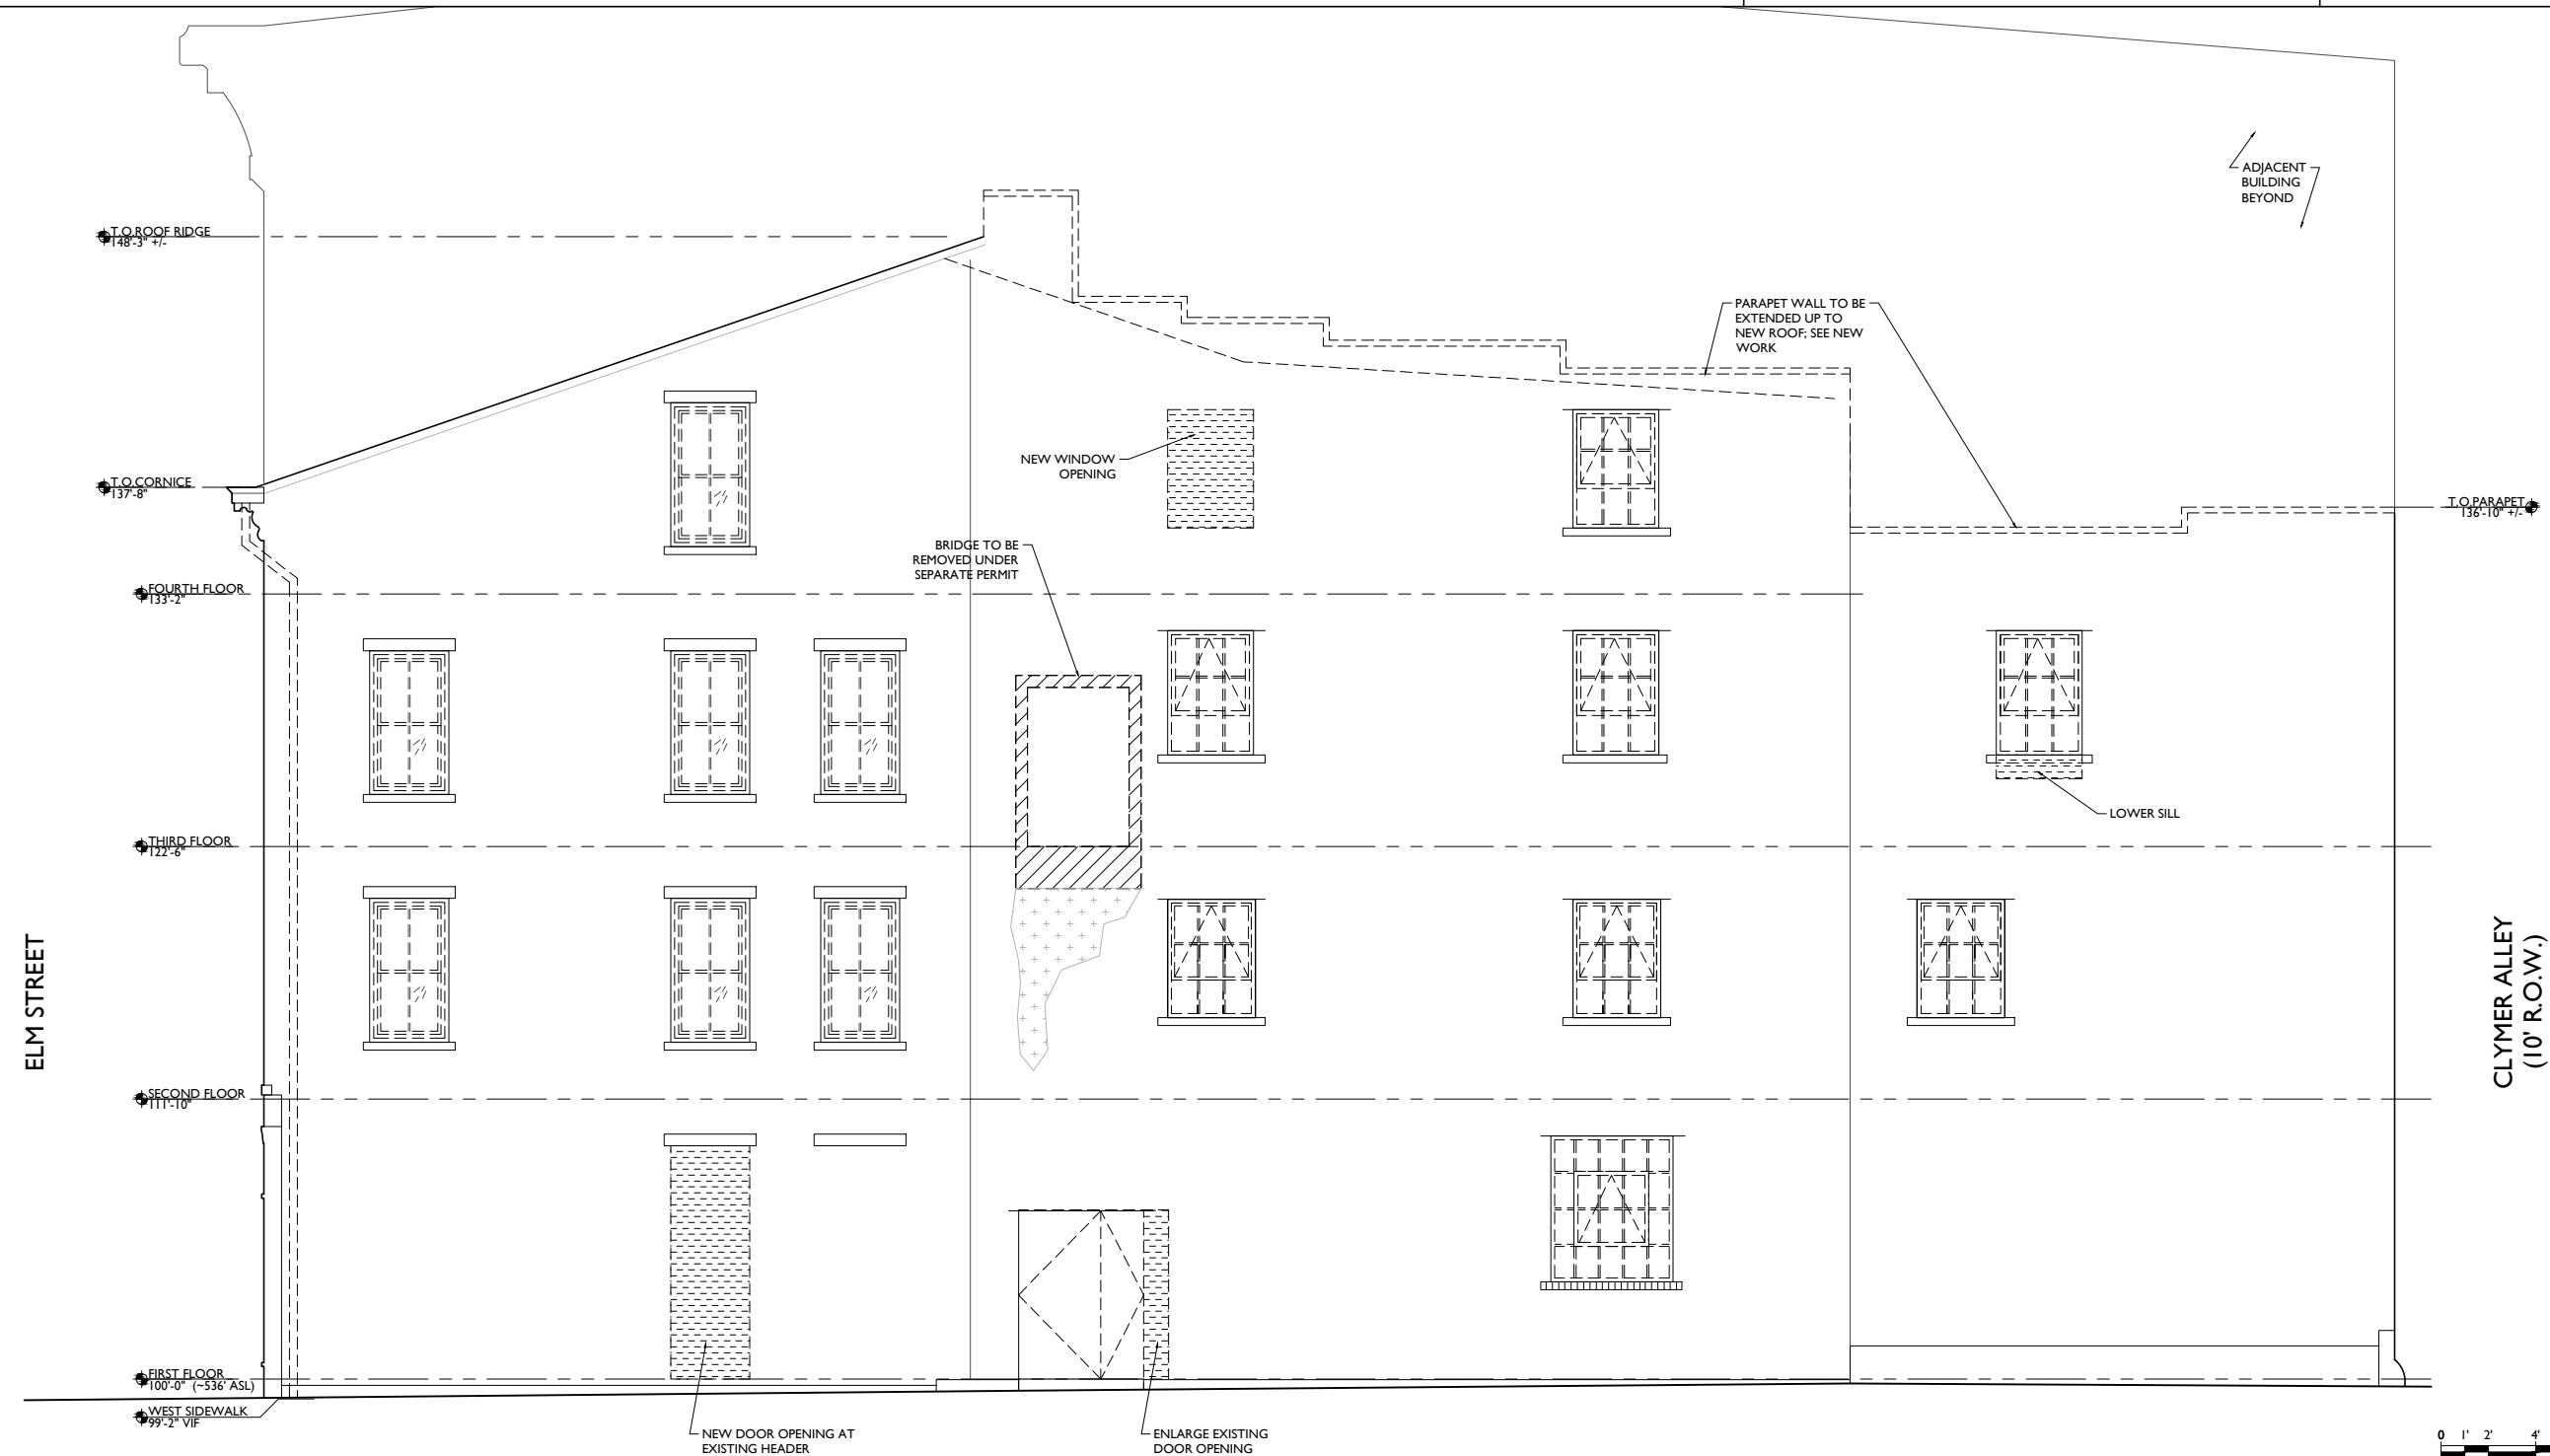 ADJACENT
BUILDING
BEYOND
T.O.ROOF RIDGE
148'-3" +/-
PARAPET WALL TO BE
EXTENDED UP TO
NEW ROOF; SEE NEW
WORK
NEW WINDOW
OPENING
T.O.CORNICE
137'-8"
T.O.PARAPET
136'-10" +/-
BRIDGE TO BE
REMOVED UNDER
SEPARATE PERMIT
FOURTH FLOOR
133'-2"
LOWER SILL
THIRD FLOOR
122'-6"
ELM STREET
CLYMER ALLEY
(10' R.O.W.)
SECOND FLOOR
111'-10"
FIRST FLOOR
100'-0" (~536' ASL)
WEST SIDEWALK
99'-2" VIF
NEW DOOR OPENING AT
EXISTING HEADER
ENLARGE EXISTING
DOOR OPENING
0 1' 2' 4'